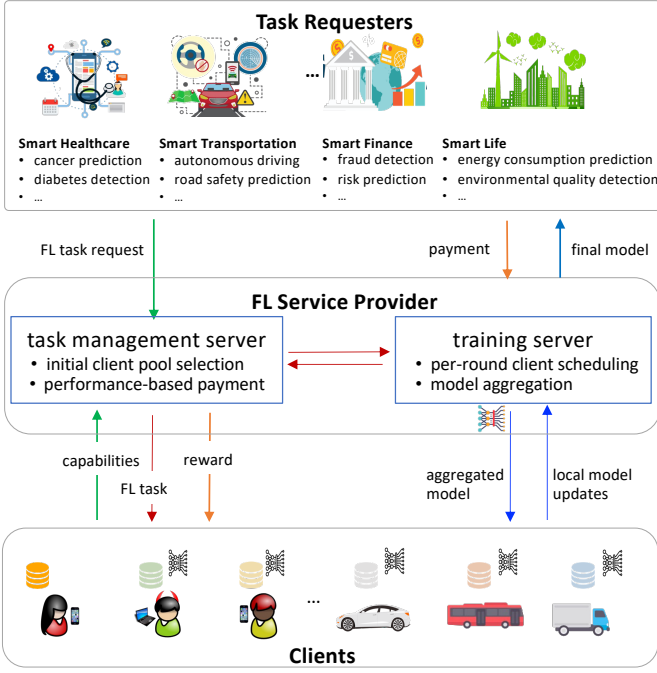 Task Requesters
...
Smart Healthcare
• cancer prediction
• diabetes detection
• ...
Smart Transportation
• autonomous driving
• road safety prediction
• ...
Smart Finance
• fraud detection
• risk prediction
• ...
Smart Life
• energy consumption prediction
• environmental quality detection
• ...
FL task request
payment
final model
FL Service Provider
task management server
• initial client pool selection
• performance-based payment
training server
• per-round client scheduling
• model aggregation
capabilities
FL task
reward
aggregated
model
local model
updates
...
Clients